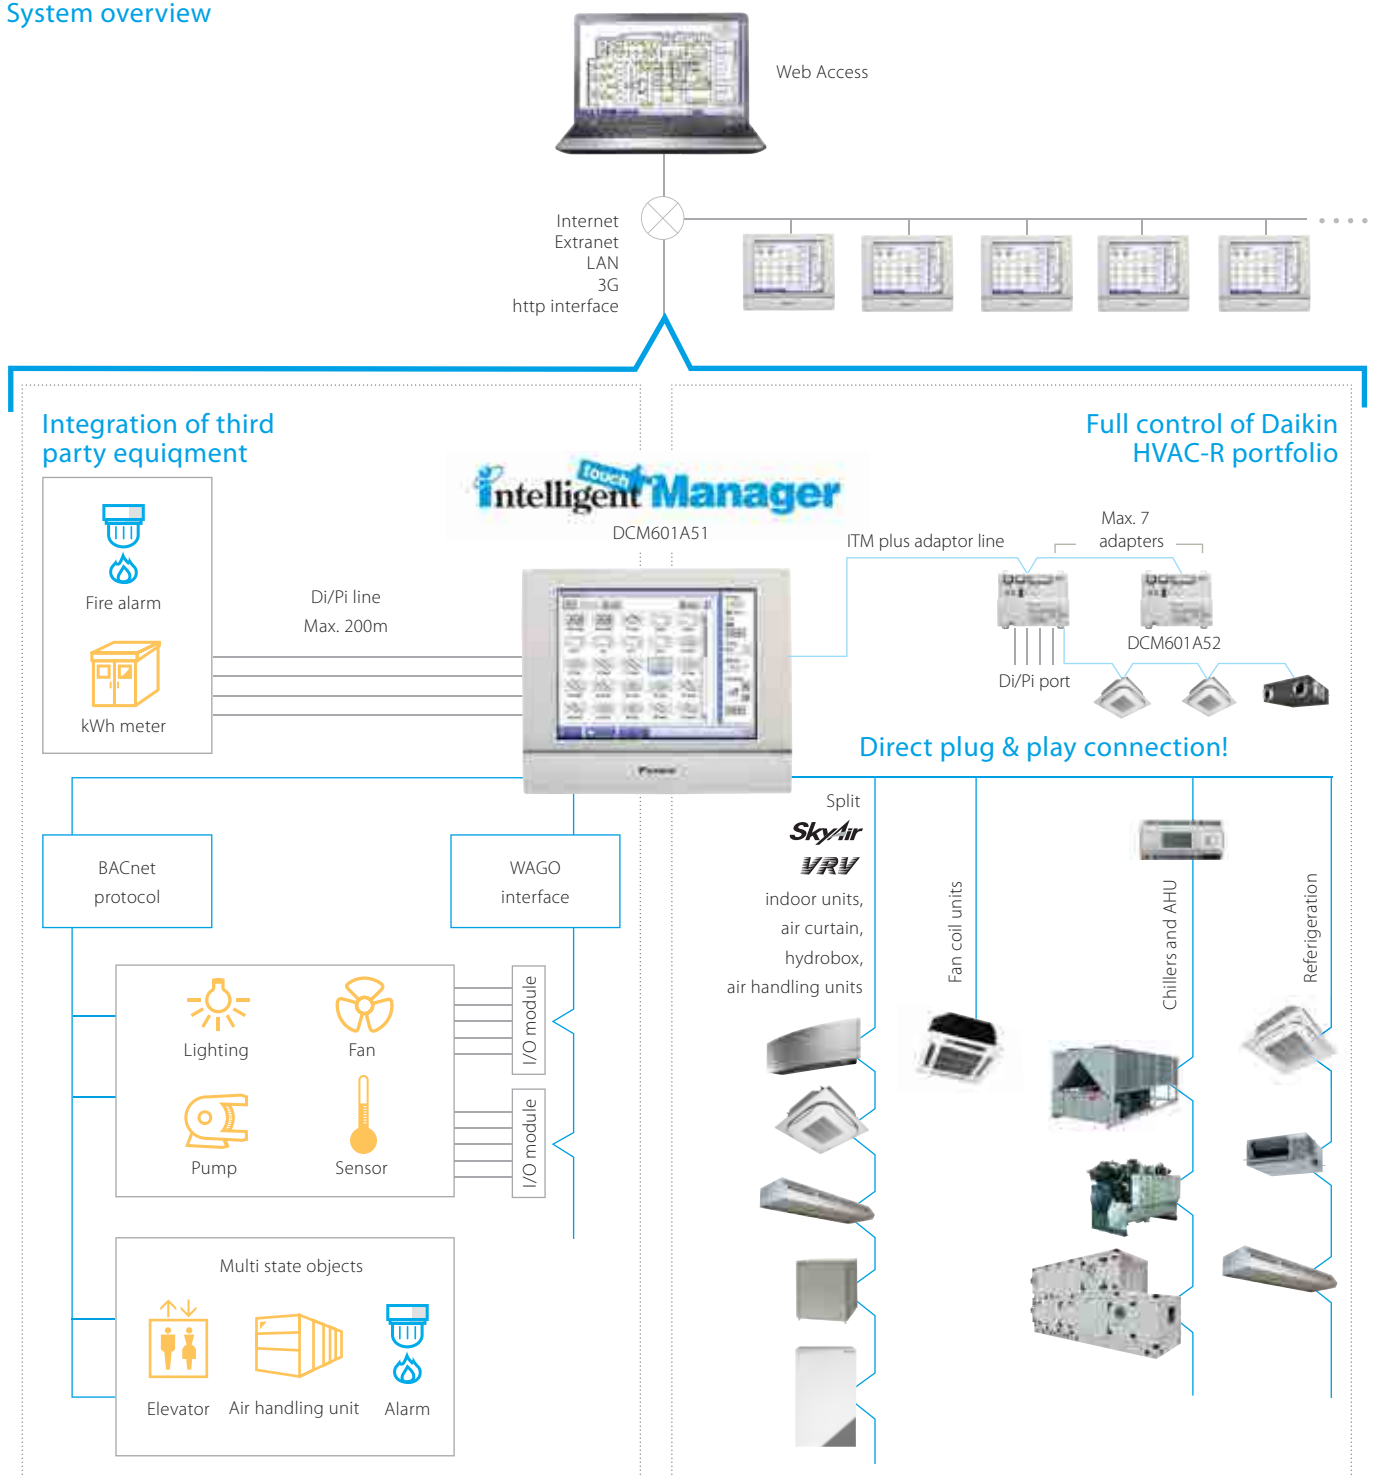 System overview
Web Access
Internet
Extranet
LAN
3G
http interface
Integration of third
party equiqment
Full control of Daikin
HVAC-R portfolio
intelligent touch Manager
DCM601A51
Fire alarm
kWh meter
Di/Pi line
Max. 200m
ITM plus adaptor line
Max. 7
adapters
DCM601A52
Di/Pi port
Direct plug & play connection!
BACnet
protocol
WAGO
interface
Split
SkyAir
VRV
indoor units,
air curtain,
hydrobox,
air handling units
Fan coil units
Chillers and AHU
Referigeration
Lighting
Fan
Pump
Sensor
I/O module
I/O module
Multi state objects
Elevator
Air handling unit
Alarm